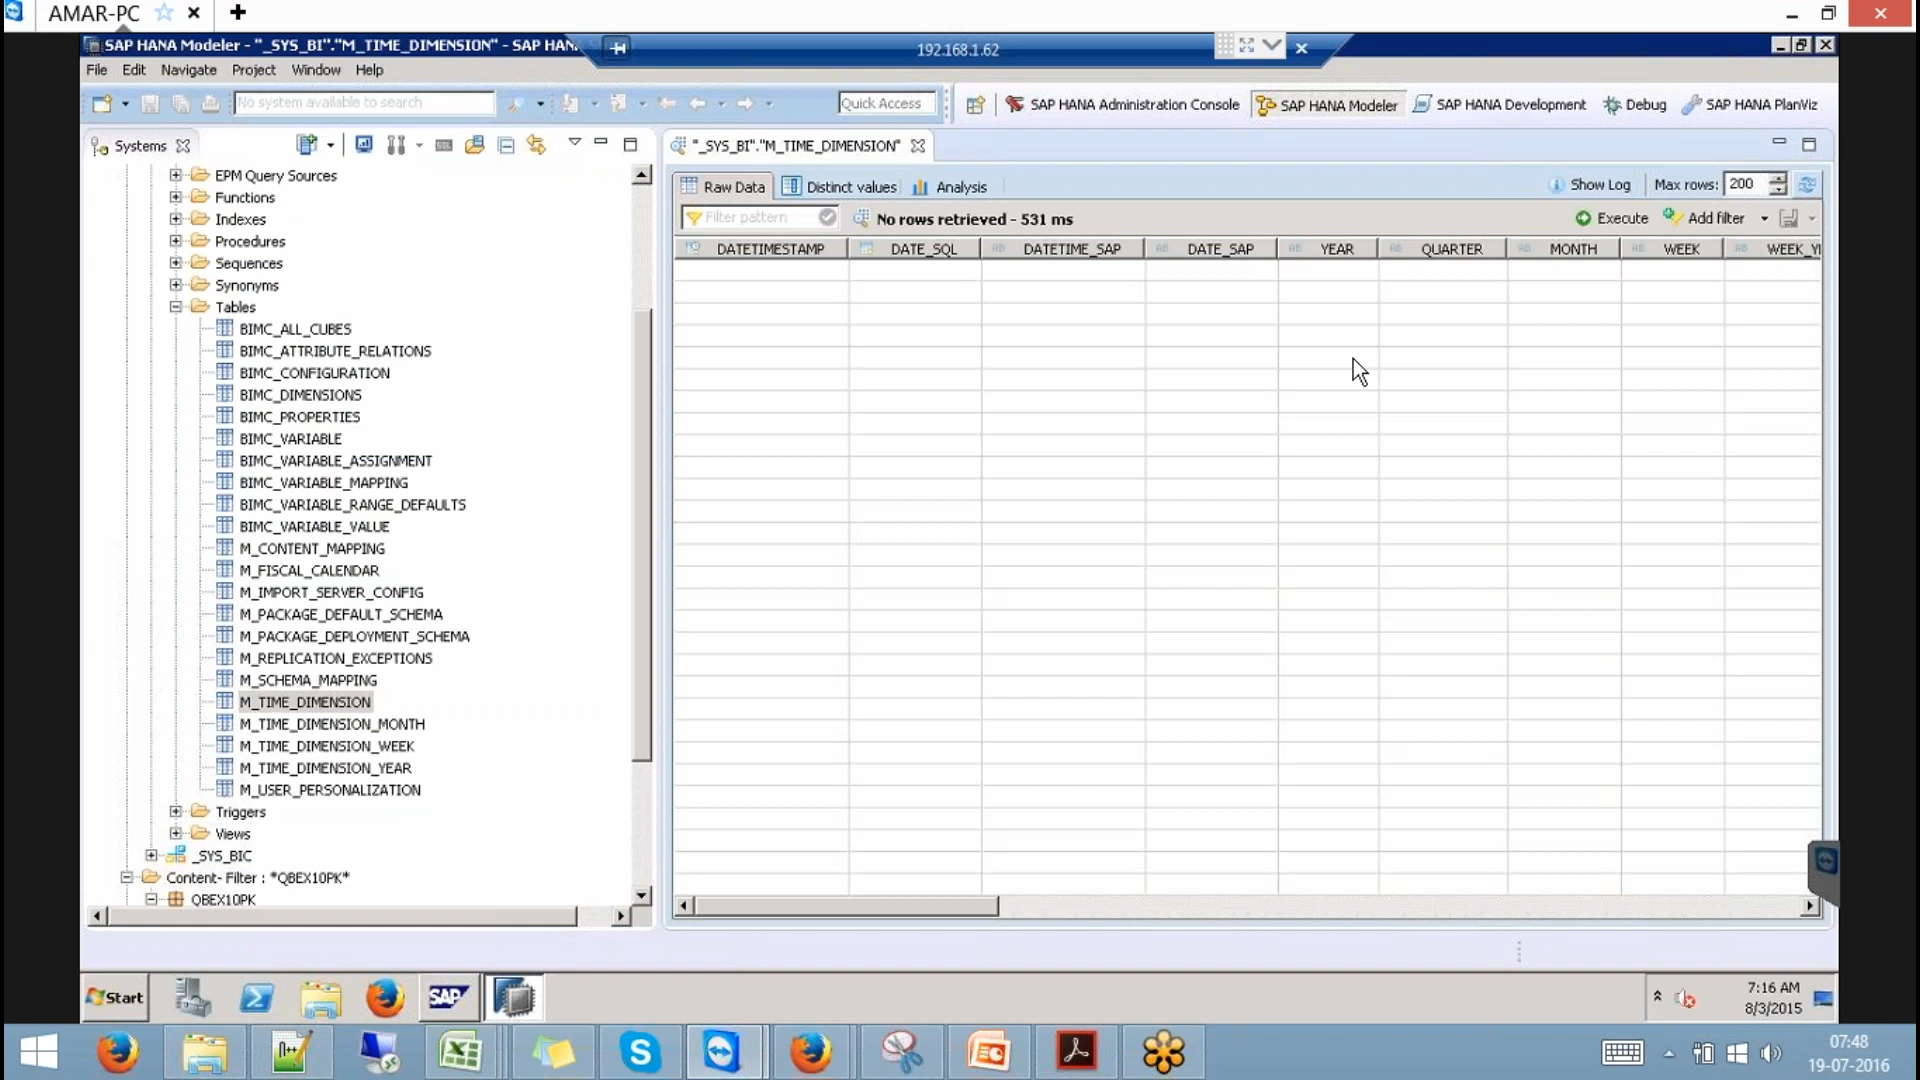 AMAR-PC
SAP HANA Modeler - "_SYS_BI"."M_TIME_DIMENSION" - SAP HAN
192.168.1.62
File Edit Navigate Project Window Help
No system available to search
Quick Access
SAP HANA Administration Console
SAP HANA Modeler
SAP HANA Development
Debug
SAP HANA PlanViz
Systems
EPM Query Sources
Functions
Indexes
Procedures
Sequences
Synonyms
Tables
BIMC_ALL_CUBES
BIMC_ATTRIBUTE_RELATIONS
BIMC_CONFIGURATION
BIMC_DIMENSIONS
BIMC_PROPERTIES
BIMC_VARIABLE
BIMC_VARIABLE_ASSIGNMENT
BIMC_VARIABLE_MAPPING
BIMC_VARIABLE_RANGE_DEFAULTS
BIMC_VARIABLE_VALUE
M_CONTENT_MAPPING
M_FISCAL_CALENDAR
M_IMPORT_SERVER_CONFIG
M_PACKAGE_DEFAULT_SCHEMA
M_PACKAGE_DEPLOYMENT_SCHEMA
M_REPLICATION_EXCEPTIONS
M_SCHEMA_MAPPING
M_TIME_DIMENSION
M_TIME_DIMENSION_MONTH
M_TIME_DIMENSION_WEEK
M_TIME_DIMENSION_YEAR
M_USER_PERSONALIZATION
Triggers
Views
_SYS_BIC
Content- Filter : *QBEX10PK*
QBEX10PK
"_SYS_BI"."M_TIME_DIMENSION"
Raw Data Distinct values Analysis
Show Log Max rows: 200
Filter pattern No rows retrieved - 531 ms
Execute Add filter
DATETIMESTAMP DATE_SQL DATETIME_SAP DATE_SAP YEAR QUARTER MONTH WEEK WEEK_Y
Start
SAP
7:16 AM
8/3/2015
07:48
19-07-2016